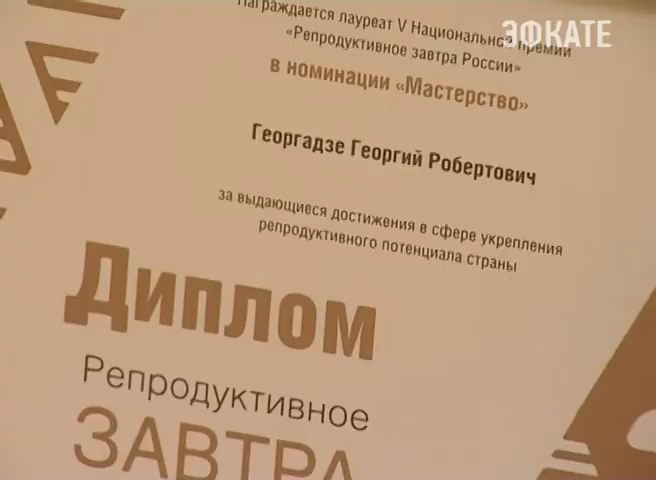 Награждается лауреат V Национальной премии
«Репродуктивное завтра России»
в номинации «Мастерство»
Георгадзе Георгий Робертович
за выдающиеся достижения в сфере укрепления
репродуктивного потенциала страны
Диплом
Репродуктивное
ЗАВТРА
ЭФКАТЕ